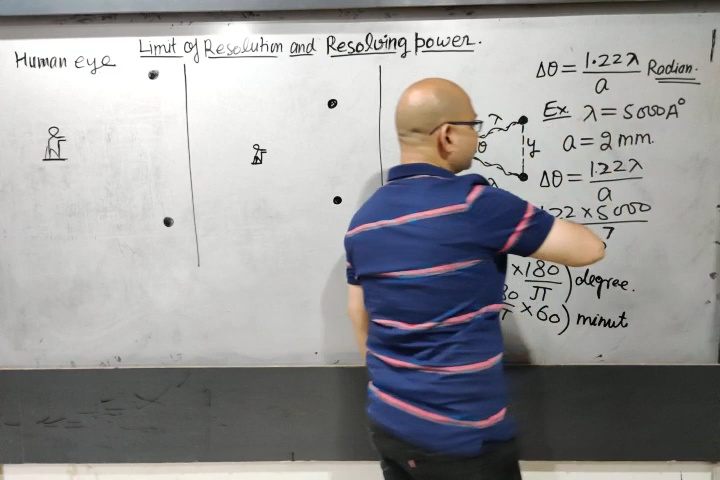 Limit of Resolution and Resolving power.
Human eye
Δθ = 1.22λ / a Radian.
Ex. λ = 5000A°
λ
θ
y
a = 2 mm.
Δθ = 1.22λ / a
22 × 5000
7
×180 / π ) degree.
× 60) minut